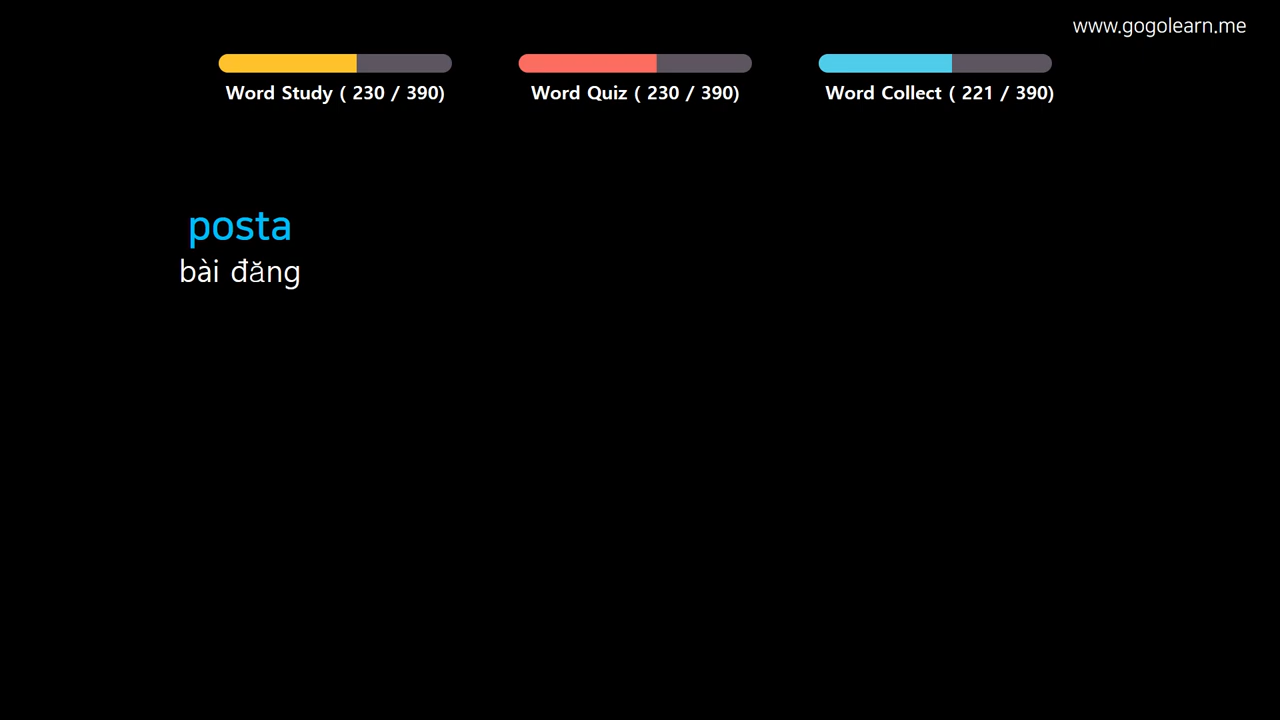 www.gogolearn.me
Word Study ( 230 / 390)
Word Quiz ( 230 / 390)
Word Collect ( 221 / 390)
posta
bài đăng